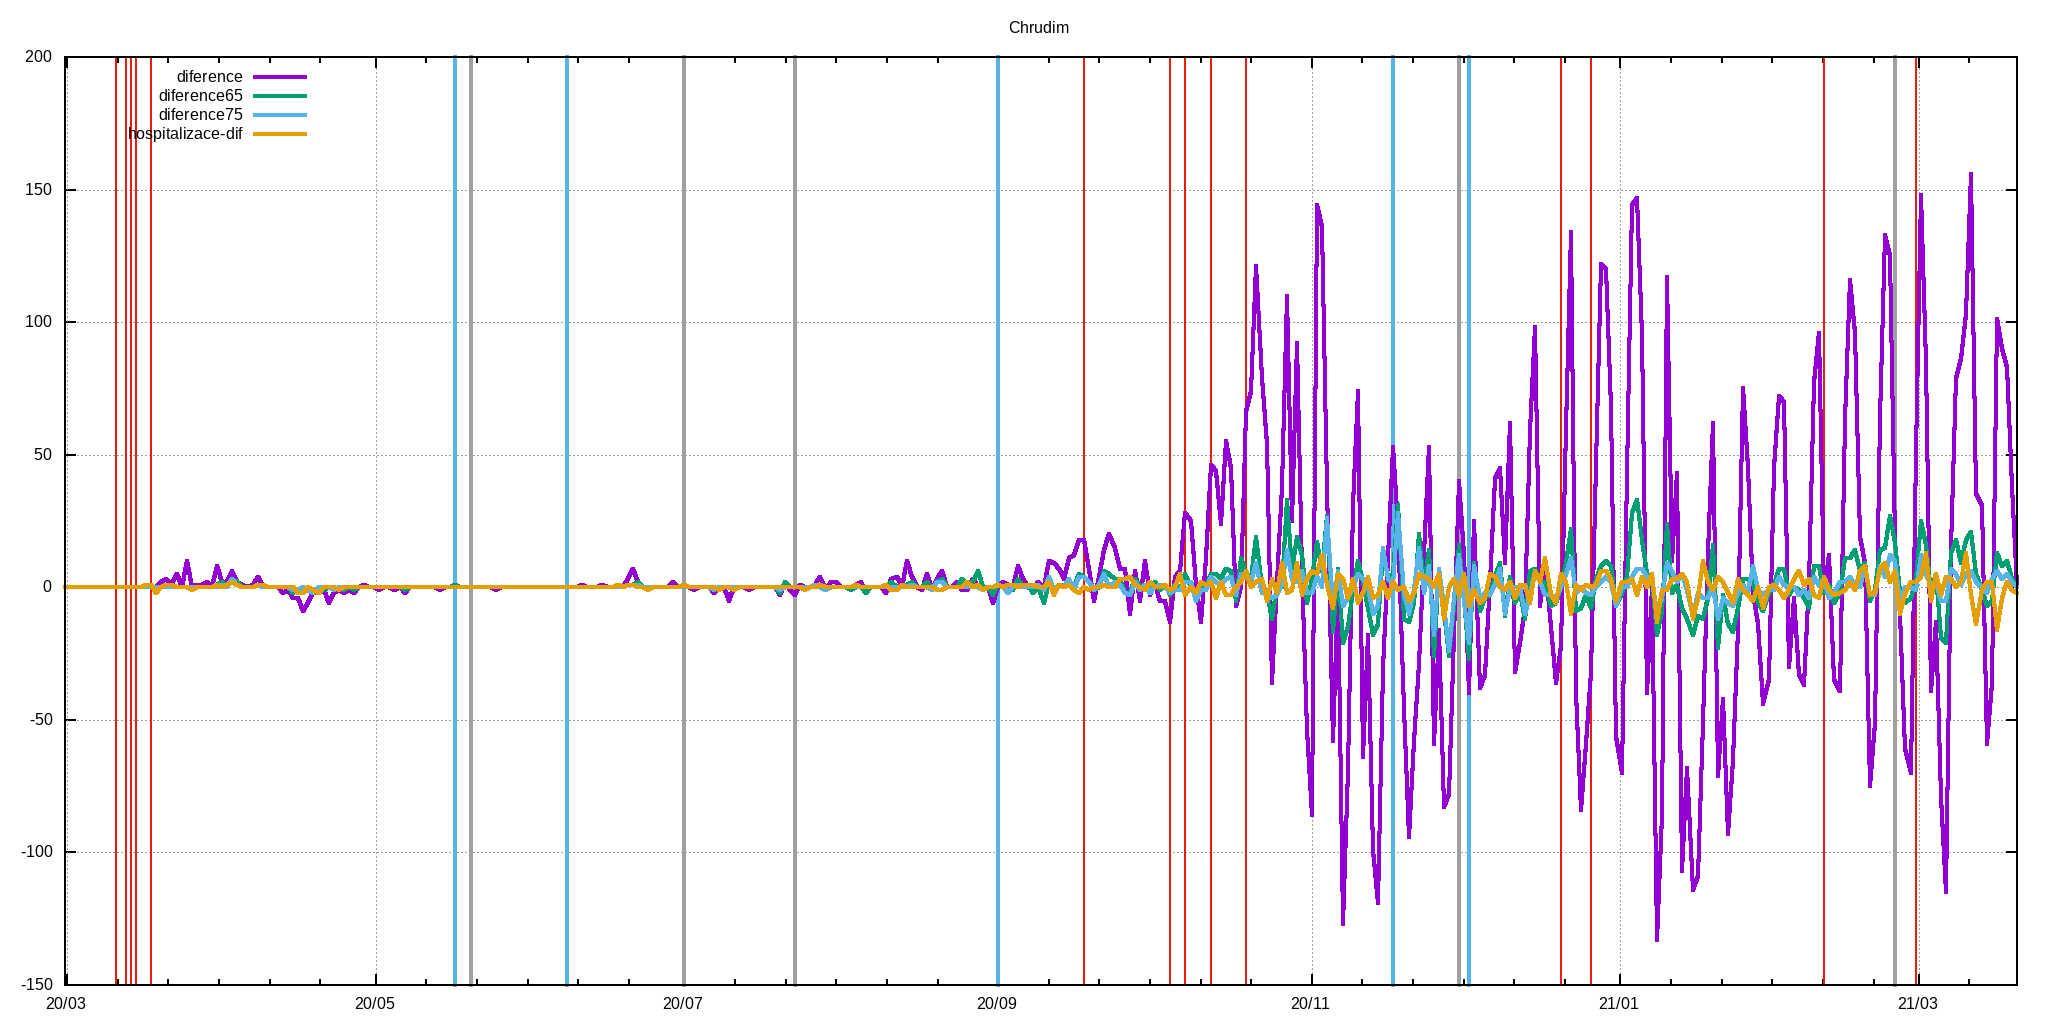 Chrudim
200
150
100
50
0
-50
-100
-150
diference
diference65
diference75
hospitalizace-dif
20/03 20/05 20/07 20/09 20/11 21/01 21/03